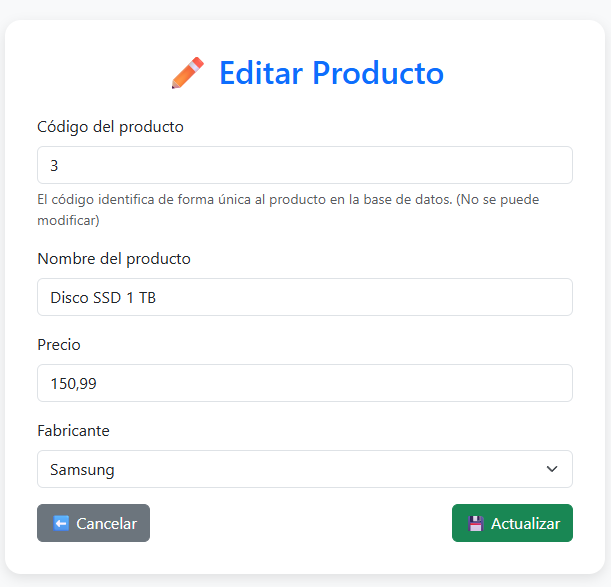 Editar Producto
Código del producto
3
El código identifica de forma única al producto en la base de datos. (No se puede
modificar)
Nombre del producto
Disco SSD 1 TB
Precio
150,99
Fabricante
Samsung
Cancelar
Actualizar